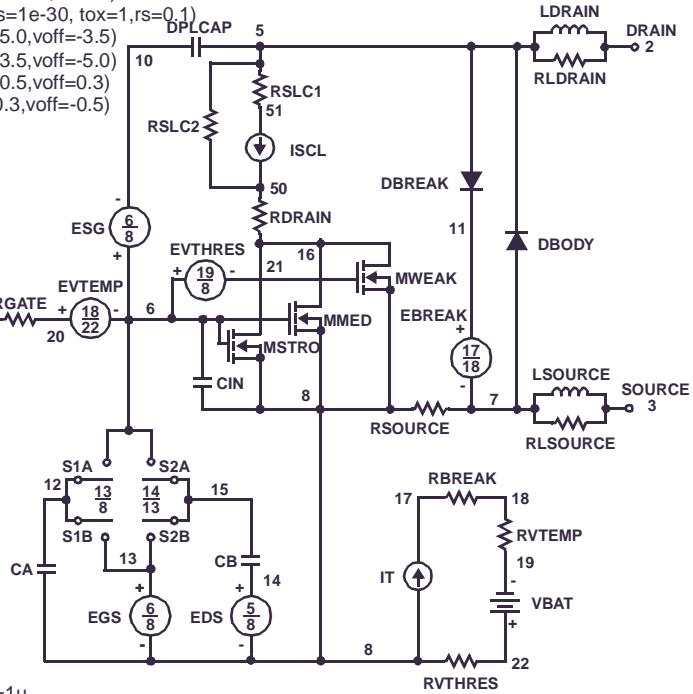 s=1e-30, tox=1,rs=0.1)
DPLCAP 5 LDRAIN
5.0,voff=-3.5) DRAIN
10 2
3.5,voff=-5.0)
RLDRAIN
0.5,voff=0.3)
RSLC1
0.3,voff=-0.5)
51
RSLC2
ISCL
50
DBREAK
-
RDRAIN
ESG 6/8
11
DBODY
+
EVTHRES
16
+ 19/8 - 21
MWEAK
EVTEMP
RGATE + 18/22 - 6
EBREAK +
20
MMED
MSTRO
17/18
CIN
-
LSOURCE
8 7 SOURCE
3
RSOURCE
RLSOURCE
S1A S2A
RBREAK
12 13/8 14/13 15
17 18
S1B S2B
RVTEMP
13
CB
CA
14
IT
19
+ +
-
EGS 6/8 EDS 5/8
VBAT
- -
+
8
22
RVTHRES
=1u